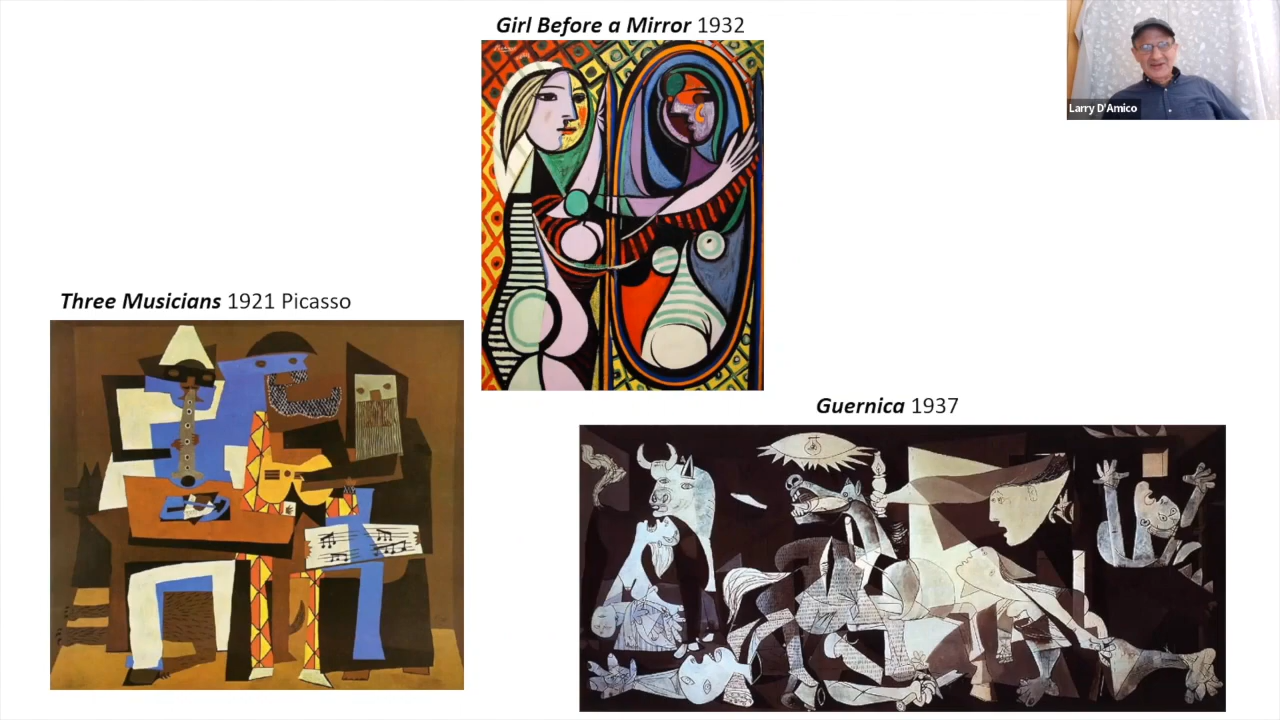 Girl Before a Mirror 1932
Larry D'Amico
Three Musicians 1921 Picasso
Guernica 1937